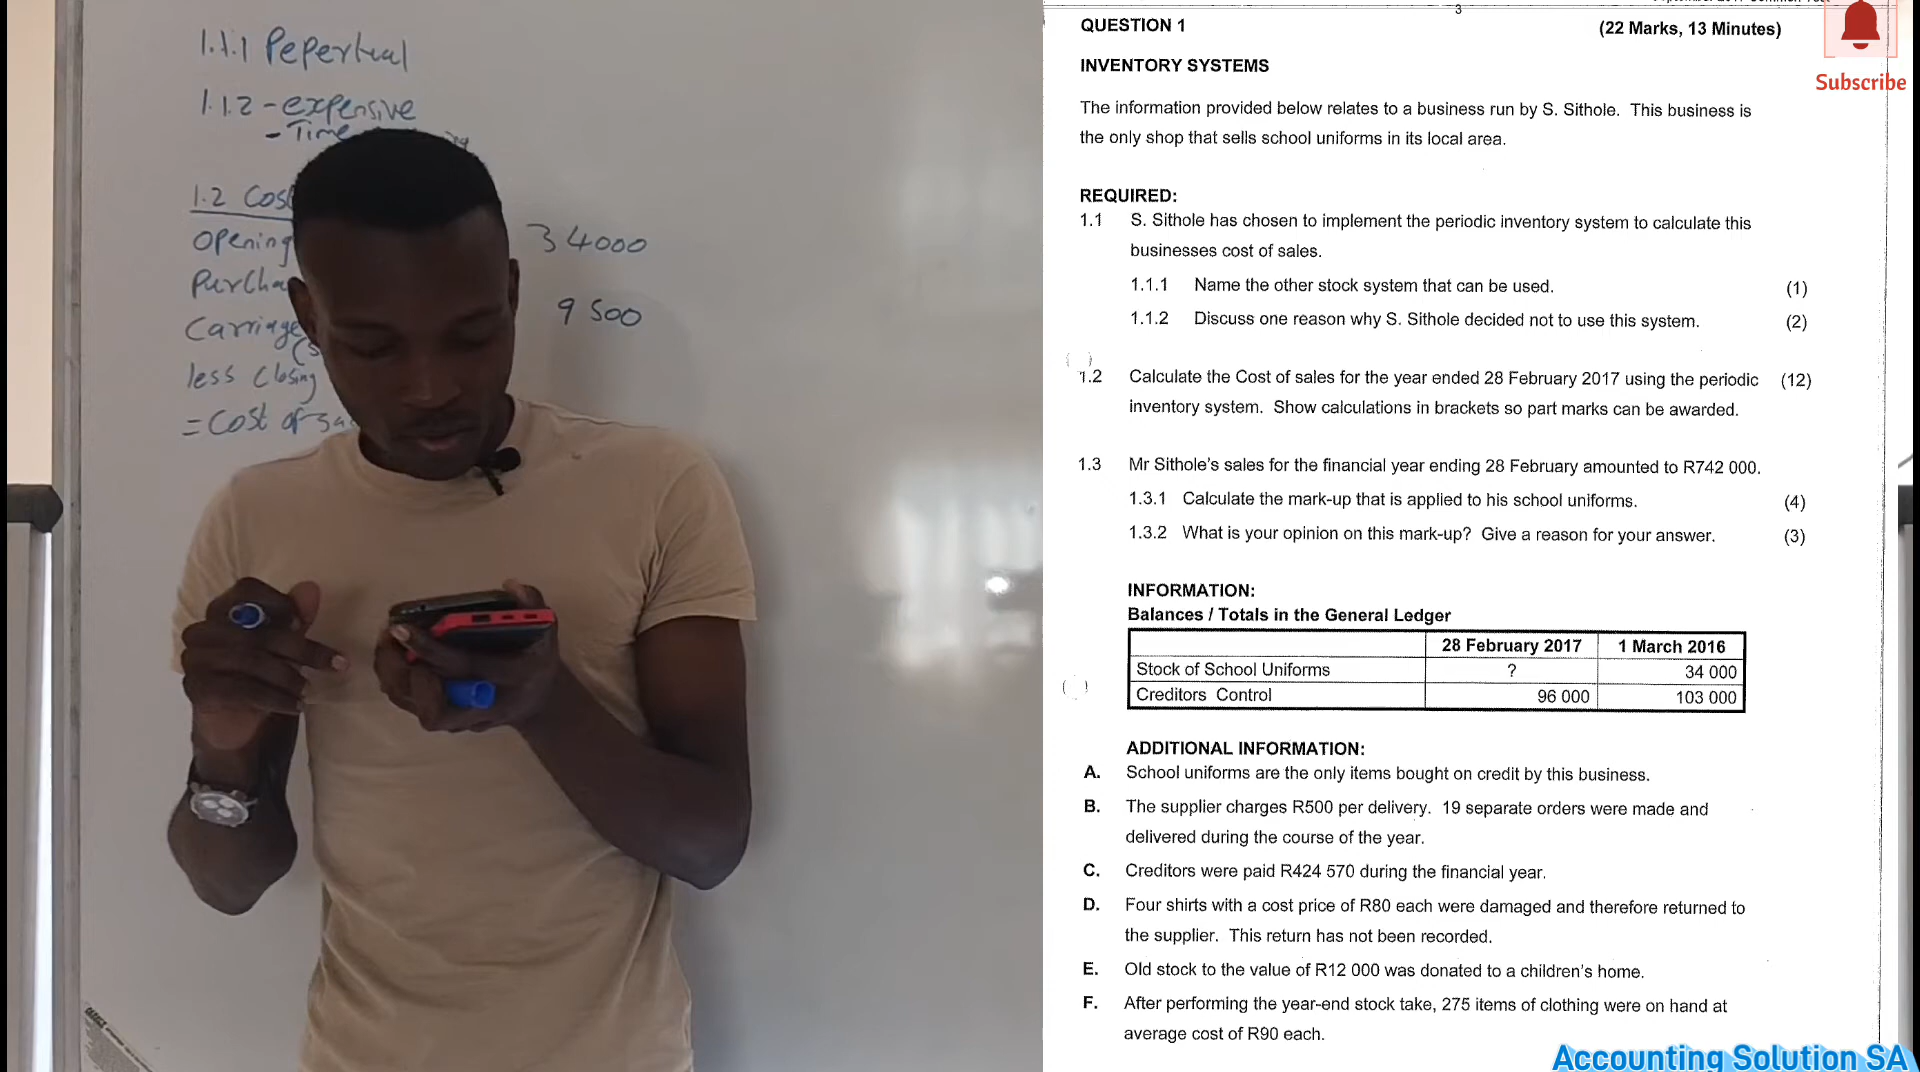 1.1.1 Pepertual
1.1.2 - expensive
- Time
1.2 Cos
Opening 34000
Purcha
Carriage 9 500
less Closing
= Cost of sa
3
QUESTION 1 (22 Marks, 13 Minutes)
INVENTORY SYSTEMS
The information provided below relates to a business run by S. Sithole. This business is
the only shop that sells school uniforms in its local area.
REQUIRED:
1.1 S. Sithole has chosen to implement the periodic inventory system to calculate this
businesses cost of sales.
1.1.1 Name the other stock system that can be used. (1)
1.1.2 Discuss one reason why S. Sithole decided not to use this system. (2)
1.2 Calculate the Cost of sales for the year ended 28 February 2017 using the periodic (12)
inventory system. Show calculations in brackets so part marks can be awarded.
1.3 Mr Sithole's sales for the financial year ending 28 February amounted to R742 000.
1.3.1 Calculate the mark-up that is applied to his school uniforms. (4)
1.3.2 What is your opinion on this mark-up? Give a reason for your answer. (3)
INFORMATION:
Balances / Totals in the General Ledger
28 February 2017 1 March 2016
Stock of School Uniforms ? 34 000
Creditors Control 96 000 103 000
ADDITIONAL INFORMATION:
A. School uniforms are the only items bought on credit by this business.
B. The supplier charges R500 per delivery. 19 separate orders were made and
delivered during the course of the year.
C. Creditors were paid R424 570 during the financial year.
D. Four shirts with a cost price of R80 each were damaged and therefore returned to
the supplier. This return has not been recorded.
E. Old stock to the value of R12 000 was donated to a children's home.
F. After performing the year-end stock take, 275 items of clothing were on hand at
average cost of R90 each.
Subscribe
Accounting Solution SA